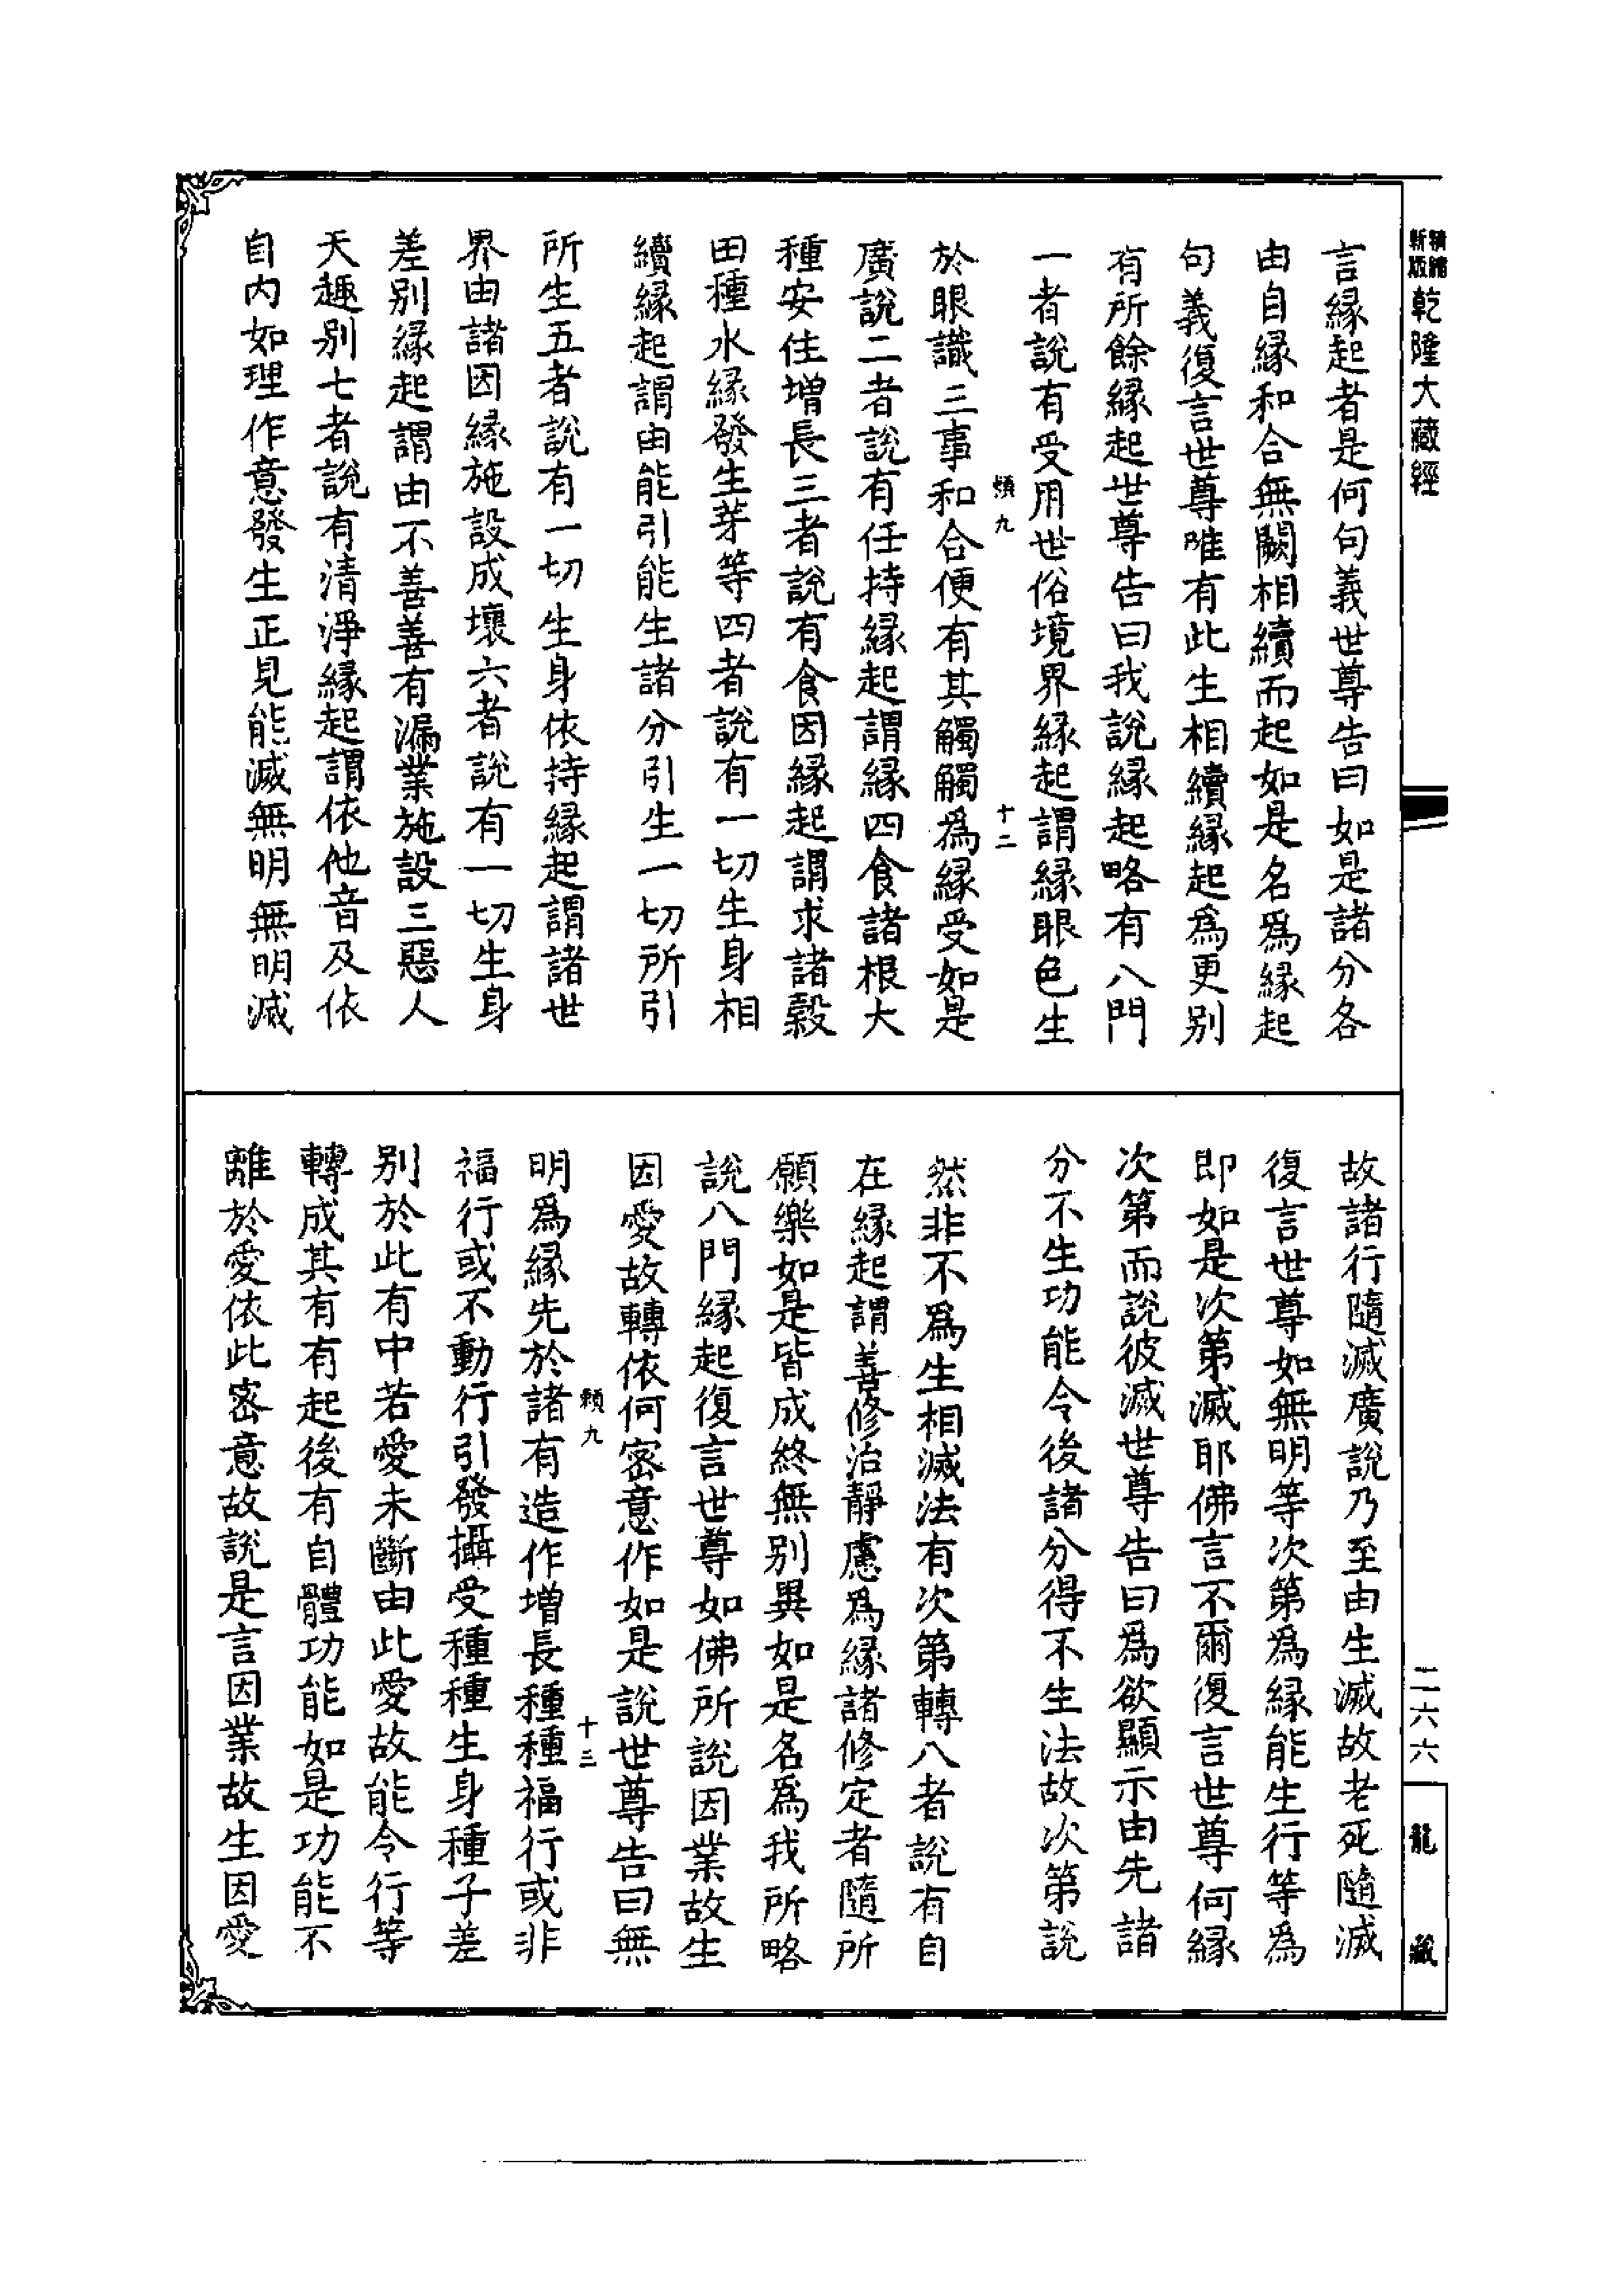 精縮
新版
乾隆大藏經
言緣起者是何句義世尊告曰如是諸分各
由自緣和合無闕相續而起如是名爲緣起
句義復言世尊唯有此生相續緣起爲更別
有所餘緣起世尊告曰我說緣起略有八門
一者說有受用世俗境界緣起謂緣眼色生
於眼識三事和合便有其觸觸爲緣受如是
九
十二
廣說二者說有任持緣起謂緣四食諸根大
種安住增長三者說有食因緣起謂求諸穀
田種水緣發生芽等四者說有一切生身相
續緣起謂由能引能生諸分引生一切所引
所生五者說有一切生身依持緣起謂諸世
界由諸因緣施設成壞六者說有一切生身
差別緣起謂由不善善有漏業施設三惡人
天趣別七者說有清淨緣起謂依他音及依
自內如理作意發生正見能滅無明無明滅
故諸行隨滅廣說乃至由生滅故老死隨滅
復言世尊如無明等次第爲緣能生行等爲
即如是次第滅耶佛言不爾復言世尊何緣
次第而說彼滅世尊告曰爲欲顯示由先諸
分不生功能令後諸分得不生法故次第說
然非不爲生相滅法有次第轉八者說有自
在緣起謂善修治靜慮爲緣諸修定者隨所
願樂如是皆成終無別異如是名爲我所略
說八門緣起復言世尊如佛所說因業故生
因愛故轉依何密意作如是說世尊告曰無
九
十三
明爲緣先於諸有造作增長種種福行或非
福行或不動行引發攝受種種生身種子差
別於此有中若愛未斷由此愛故能令行等
轉成其有有起後有自體功能如是功能不
離於愛依此密意故說是言因業故生因愛
二六六
龍藏